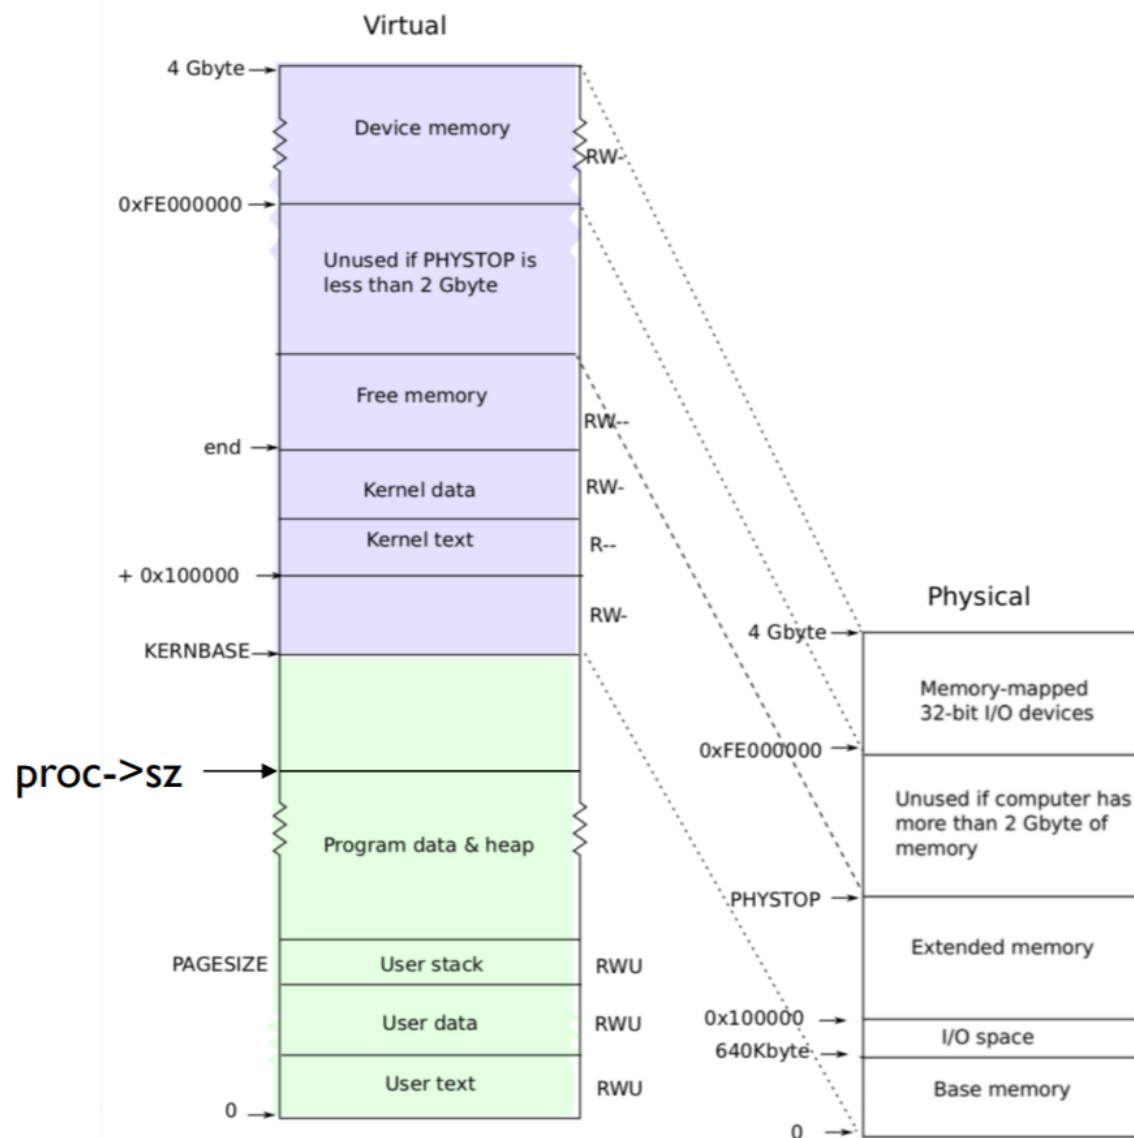 Virtual
4 Gbyte
Device memory
RW-
0xFE000000
Unused if PHYSTOP is
less than 2 Gbyte
Free memory
RW--
end
Kernel data
RW-
Kernel text
R--
+ 0x100000
RW-
KERNBASE
proc->sz
Program data & heap
PAGESIZE
User stack
RWU
User data
RWU
User text
RWU
0
Physical
4 Gbyte
Memory-mapped
32-bit I/O devices
0xFE000000
Unused if computer has
more than 2 Gbyte of
memory
PHYSTOP
Extended memory
0x100000
I/O space
640Kbyte
Base memory
0